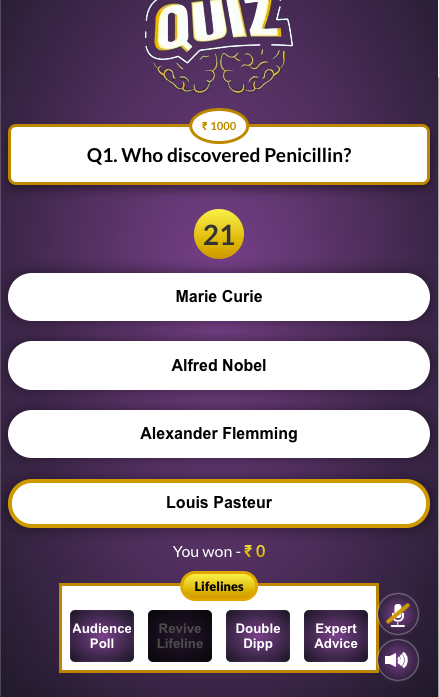 QUIZ
₹ 1000
Q1. Who discovered Penicillin?
21
Marie Curie
Alfred Nobel
Alexander Flemming
Louis Pasteur
You won - ₹ 0
Lifelines
Audience
Poll
Revive
Lifeline
Double
Dipp
Expert
Advice